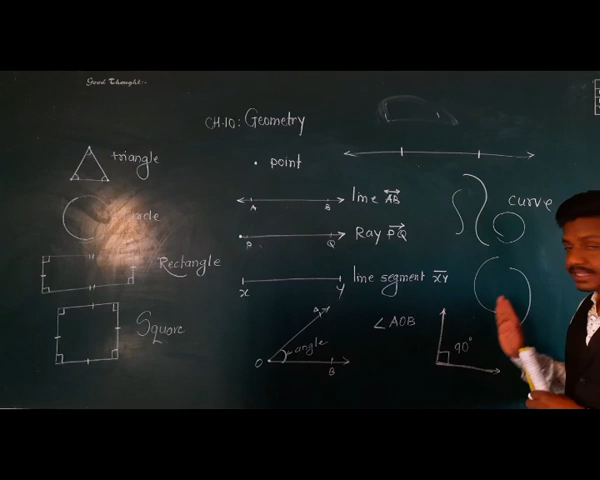 Good Thought:-
CH-10: Geometry
triangle
Rectangle
Square
point
A B
line AB
P Q
Ray PQ
X Y
line segment XY
curve
O angle B
∠AOB
90°